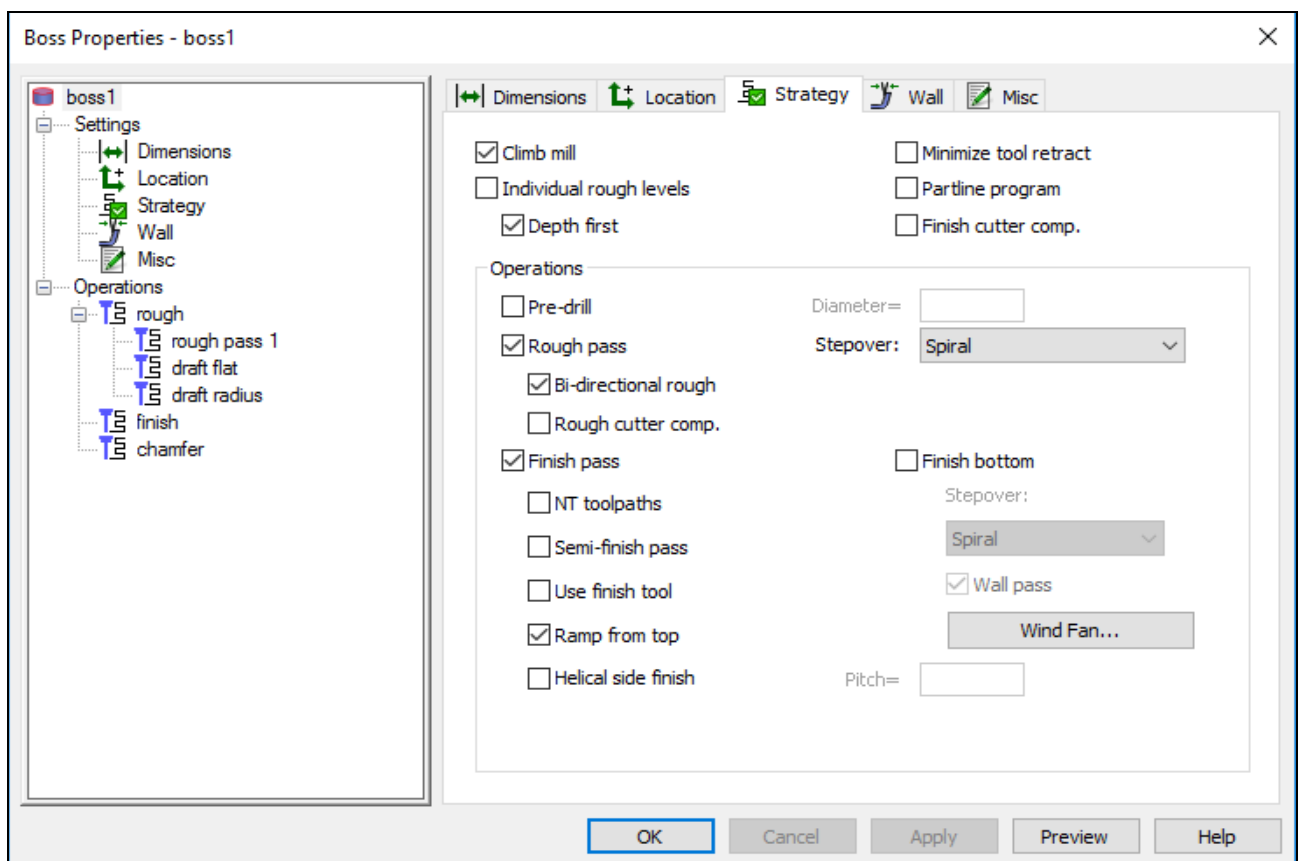 Boss Properties - boss1
boss1
Settings
Dimensions
Location
Strategy
Wall
Misc
Operations
rough
rough pass 1
draft flat
draft radius
finish
chamfer
Dimensions Location Strategy Wall Misc
Climb mill Minimize tool retract
Individual rough levels Partline program
Depth first Finish cutter comp.
Operations
Pre-drill Diameter=
Rough pass Stepover: Spiral
Bi-directional rough
Rough cutter comp.
Finish pass Finish bottom
NT toolpaths Stepover:
Semi-finish pass Spiral
Use finish tool Wall pass
Ramp from top Wind Fan...
Helical side finish Pitch=
OK Cancel Apply Preview Help